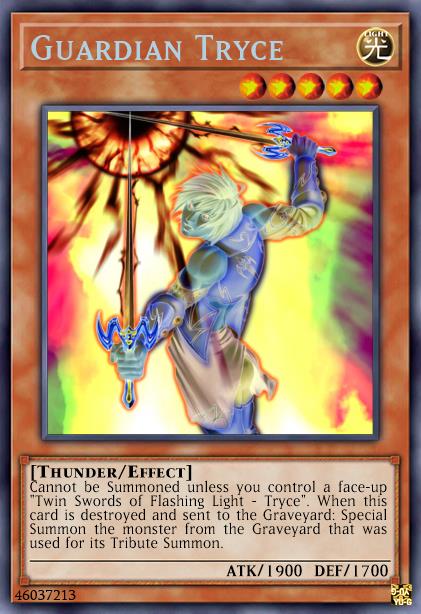 GUARDIAN TRYCE
LIGHT
光
[THUNDER/EFFECT]
Cannot be Summoned unless you control a face-up
"Twin Swords of Flashing Light - Tryce". When this
card is destroyed and sent to the Graveyard: Special
Summon the monster from the Graveyard that was
used for its Tribute Summon.
ATK/1900 DEF/1700
46037213